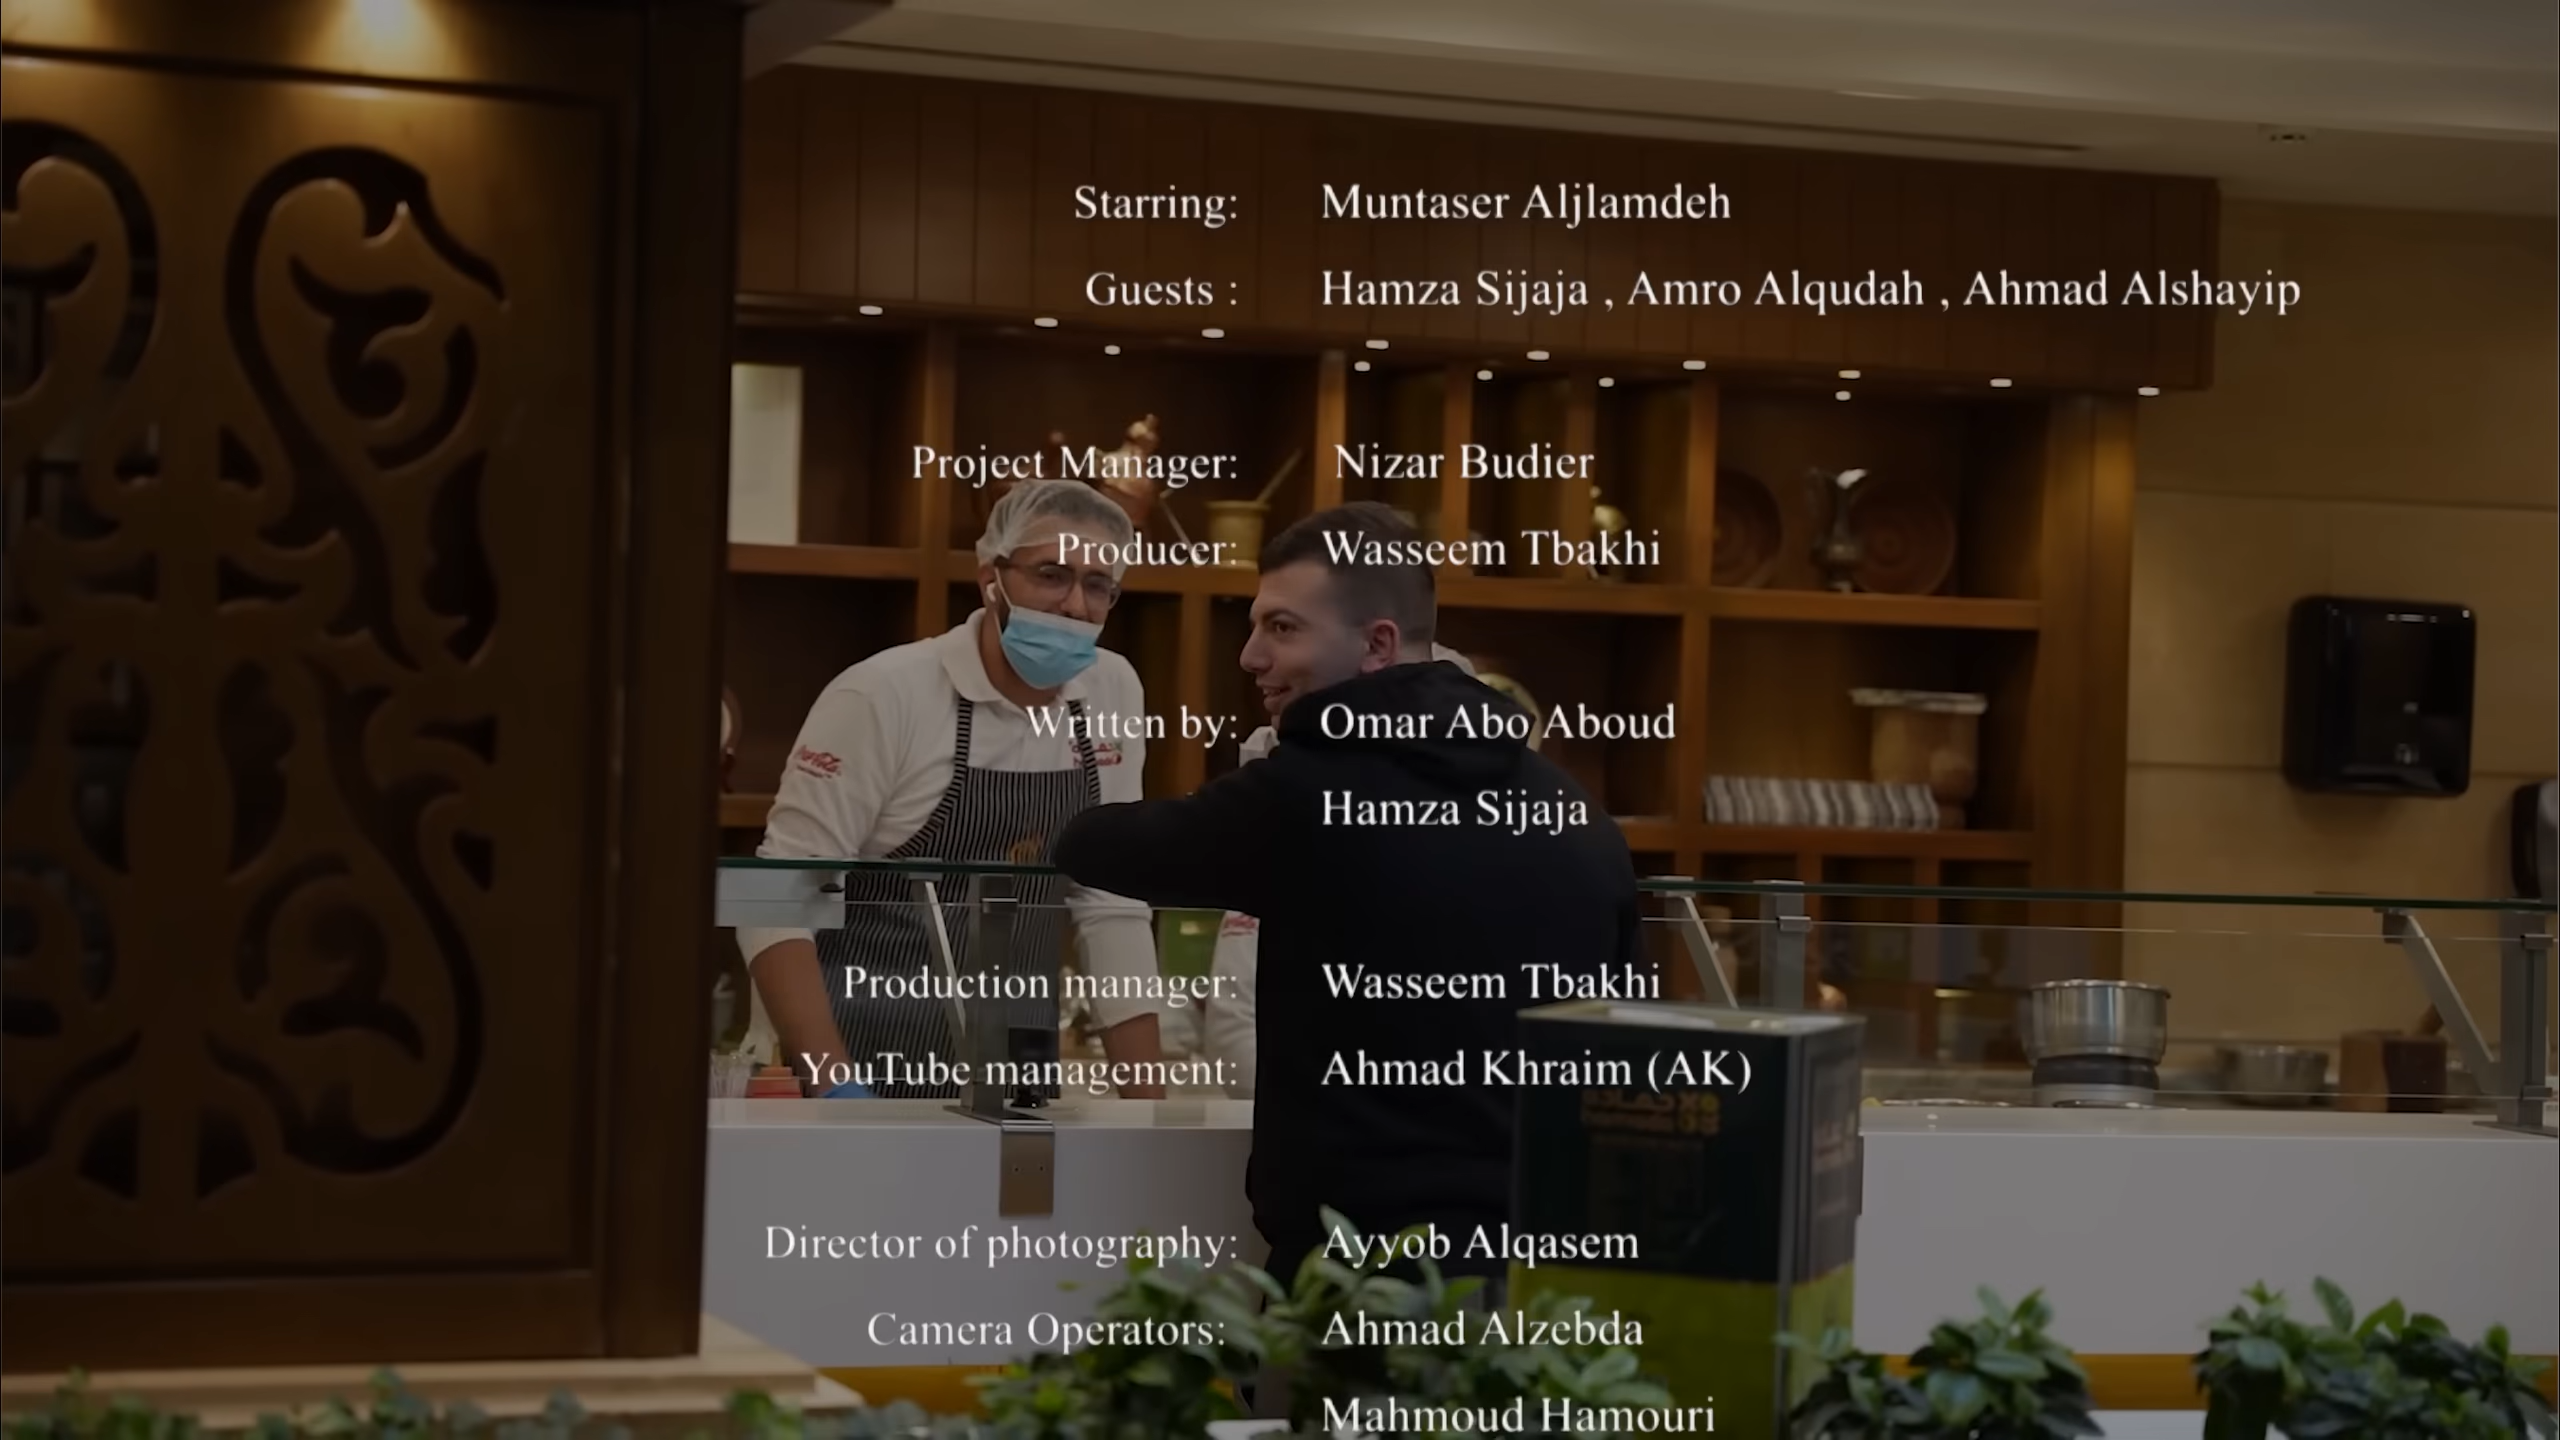 Starring: Muntaser Aljlamdeh
Guests : Hamza Sijaja , Amro Alqudah , Ahmad Alshayip
Project Manager: Nizar Budier
Producer: Wasseem Tbakhi
Written by: Omar Abo Aboud
Hamza Sijaja
Production manager: Wasseem Tbakhi
YouTube management: Ahmad Khraim (AK)
Director of photography: Ayyob Alqasem
Camera Operators: Ahmad Alzebda
Mahmoud Hamouri
Coca-Cola